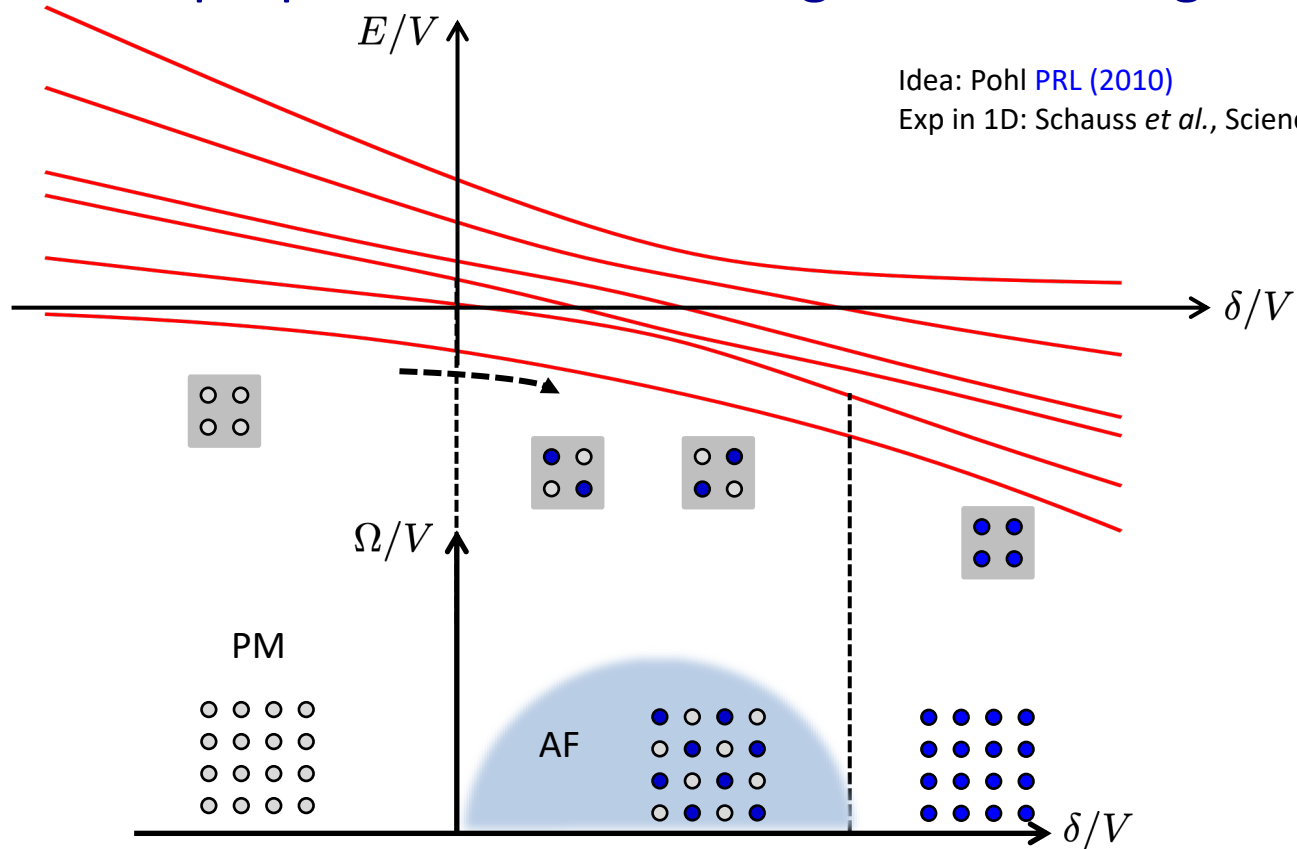 E/V
Idea: Pohl PRL (2010)
Exp in 1D: Schauss et al.,
δ/V
Ω/V
PM
AF
δ/V